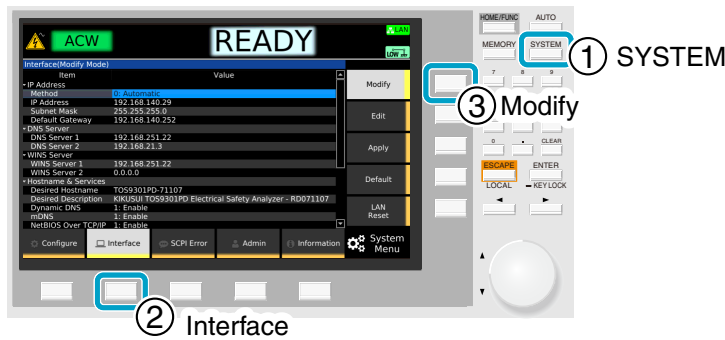 ACW
READY
LAN
LOW
Interface(Modify Mode)
Item Value
IP Address
Method 0: Automatic
IP Address 192.168.140.29
Subnet Mask 255.255.255.0
Default Gateway 192.168.140.252
DNS Server
DNS Server 1 192.168.251.22
DNS Server 2 192.168.21.3
WINS Server
WINS Server 1 192.168.251.22
WINS Server 2 0.0.0.0
Hostname & Services
Desired Hostname TOS9301PD-71107
Desired Description KIKUSUI TOS9301PD Electrical Safety Analyzer - RD071107
Dynamic DNS 1: Enable
mDNS 1: Enable
NetBIOS Over TCP/IP 1: Enable
Modify
Edit
Apply
Default
LAN
Reset
Configure
Interface
SCPI Error
Admin
Information
System
Menu
HOME/FUNC AUTO
MEMORY SYSTEM
1 SYSTEM
7 8 9
3 Modify
0 . CLEAR
ESCAPE ENTER
LOCAL KEYLOCK
2 Interface